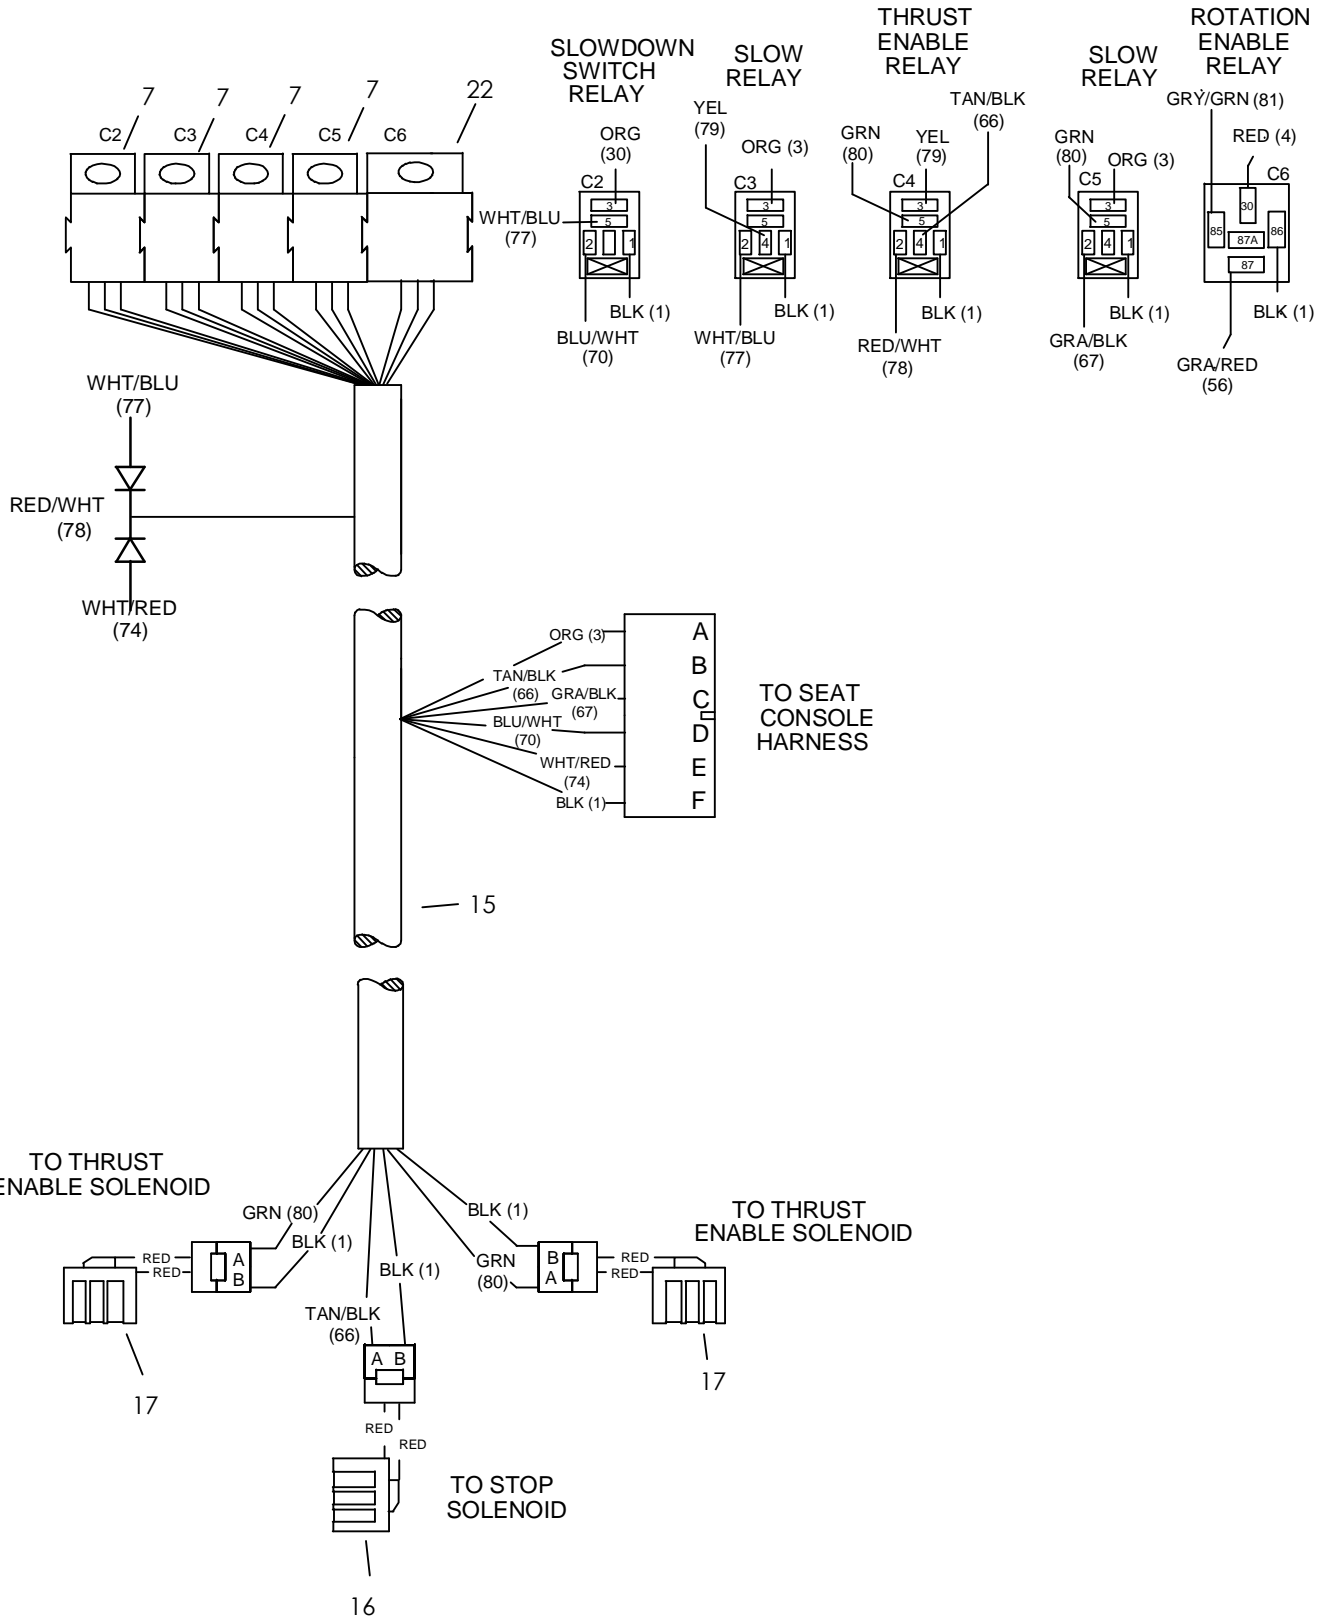 7
7
7
7
22
C2
C3
C4
C5
C6
SLOWDOWN
SWITCH
RELAY
ORG
(30)
C2
3
5
2
1
WHT/BLU
(77)
BLK (1)
BLU/WHT
(70)
SLOW
RELAY
YEL
(79)
ORG (3)
C3
3
5
2
4
1
BLK (1)
WHT/BLU
(77)
THRUST
ENABLE
RELAY
TAN/BLK
(66)
GRN
(80)
YEL
(79)
C4
3
5
2
4
1
BLK (1)
RED/WHT
(78)
SLOW
RELAY
GRN
(80)
ORG (3)
C5
3
5
2
4
1
BLK (1)
GRA/BLK
(67)
ROTATION
ENABLE
RELAY
GRY/GRN (81)
RED (4)
C6
30
85
86
87A
87
BLK (1)
GRA/RED
(56)
WHT/BLU
(77)
RED/WHT
(78)
WHT/RED
(74)
ORG (3)
TAN/BLK
(66)
GRA/BLK
(67)
BLU/WHT
(70)
WHT/RED
(74)
BLK (1)
A
B
C
D
E
F
TO SEAT
CONSOLE
HARNESS
15
TO THRUST
ENABLE SOLENOID
GRN (80)
BLK (1)
RED
RED
A
B
17
TAN/BLK
(66)
BLK (1)
A B
RED
RED
TO STOP
SOLENOID
16
BLK (1)
GRN
(80)
TO THRUST
ENABLE SOLENOID
B
A
RED
RED
17